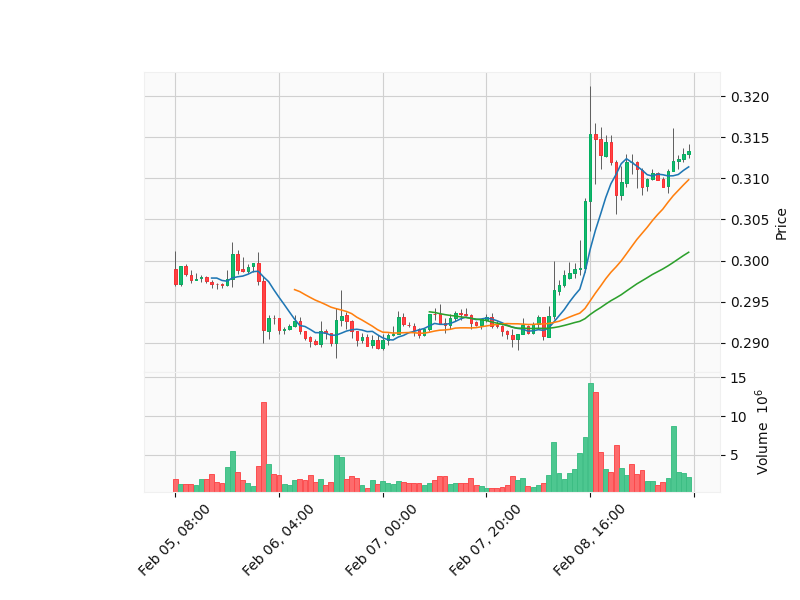 0.320
0.315
0.310
0.305
0.300
0.295
0.290
Price
15
10
5
Volume 10^6
Feb 05, 08:00
Feb 06, 04:00
Feb 07, 00:00
Feb 07, 20:00
Feb 08, 16:00